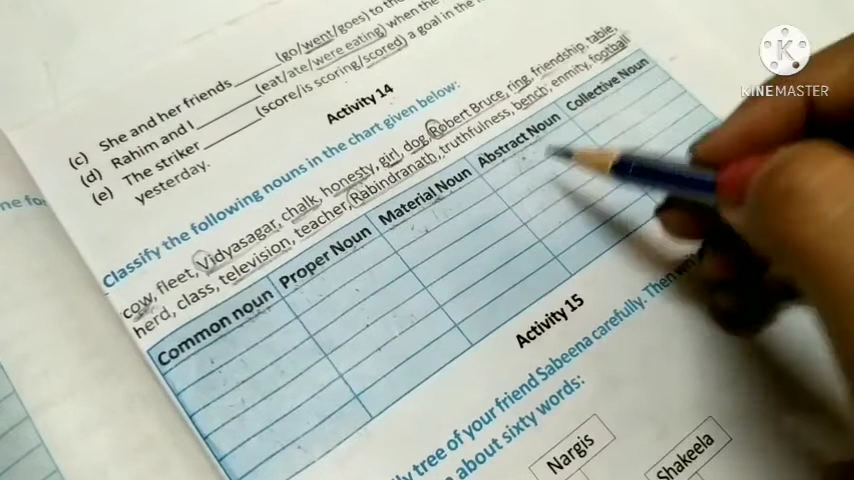 (c) She and her friends ______ (go/went/goes) to the
(d) Rahim and I ______ (eat/ate/were eating) when the
(e) The striker ______ (score/is scoring/scored) a goal in the
yesterday.
Activity 14
Classify the following nouns in the chart given below:
cow, fleet, Vidyasagar, chalk, honesty, girl, dog, Robert Bruce, ring, friendship, table,
herd, class, television, teacher, Rabindranath, truthfulness, bench, enmity, football
Common noun Proper Noun Material Noun Abstract Noun Collective Noun
Activity 15
tree of your friend Sabeena carefully. Then
about sixty words:
Nargis
Shakeela
KINEMASTER